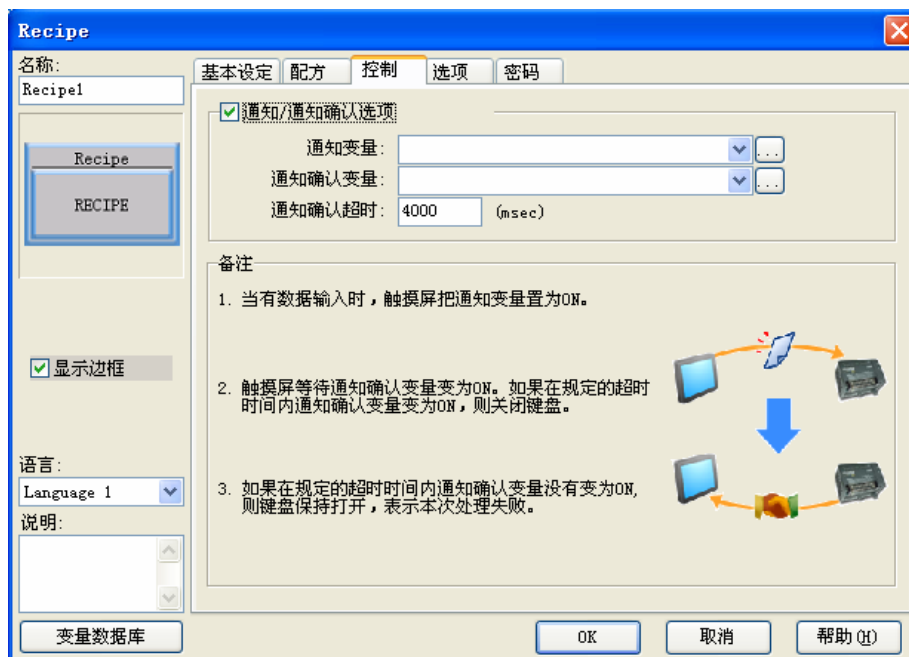 Recipe
名称:
Recipe1
Recipe
RECIPE
显示边框
语言:
Language 1
说明:
变量数据库
基本设定 配方 控制 选项 密码
通知/通知确认选项
通知变量:
...
通知确认变量:
...
通知确认超时: 4000 (msec)
备注
1. 当有数据输入时，触摸屏把通知变量置为ON。
2. 触摸屏等待通知确认变量变为ON。如果在规定的超时
时间内通知确认变量变为ON，则关闭键盘。
3. 如果在规定的超时时间内通知确认变量没有变为ON,
则键盘保持打开，表示本次处理失败。
OK 取消 帮助(H)